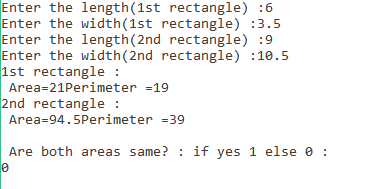 Enter the length(1st rectangle) :6
Enter the width(1st rectangle) :3.5
Enter the length(2nd rectangle) :9
Enter the width(2nd rectangle) :10.5
1st rectangle :
 Area=21Perimeter =19
2nd rectangle :
 Area=94.5Perimeter =39

 Are both areas same? : if yes 1 else 0 :
0